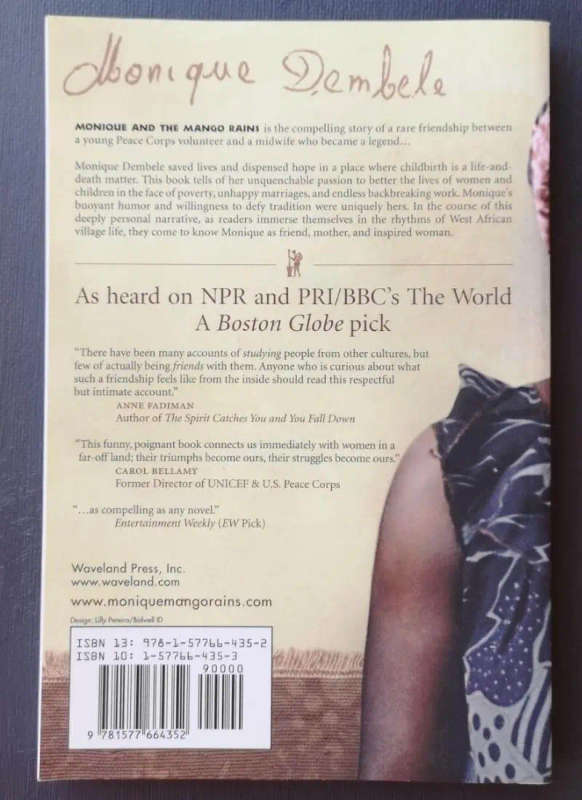 Monique Dembele
MONIQUE AND THE MANGO RAINS is the compelling story of a rare friendship between
a young Peace Corps volunteer and a midwife who became a legend…
Monique Dembele saved lives and dispensed hope in a place where childbirth is a life-and-
death matter. This book tells of her unquenchable passion to better the lives of women and
children in the face of poverty, unhappy marriages, and endless backbreaking work. Monique's
buoyant humor and willingness to defy tradition were uniquely hers. In the course of this
deeply personal narrative, as readers immerse themselves in the rhythms of West African
village life, they come to know Monique as friend, mother, and inspired woman.
As heard on NPR and PRI/BBC's The World
A Boston Globe pick
"There have been many accounts of studying people from other cultures, but
few of actually being friends with them. Anyone who is curious about what
such a friendship feels like from the inside should read this respectful
but intimate account."
ANNE FADIMAN
Author of The Spirit Catches You and You Fall Down
"This funny, poignant book connects us immediately with women in a
far-off land; their triumphs become ours, their struggles become ours."
CAROL BELLAMY
Former Director of UNICEF & U.S. Peace Corps
"…as compelling as any novel."
Entertainment Weekly (EW Pick)
Waveland Press, Inc.
www.waveland.com
www.moniquemangorains.com
Design: Lilly Pereira/Bidwell ID
ISBN 13: 978-1-57766-435-2
ISBN 10: 1-57766-435-3
90000
9 781577 664352